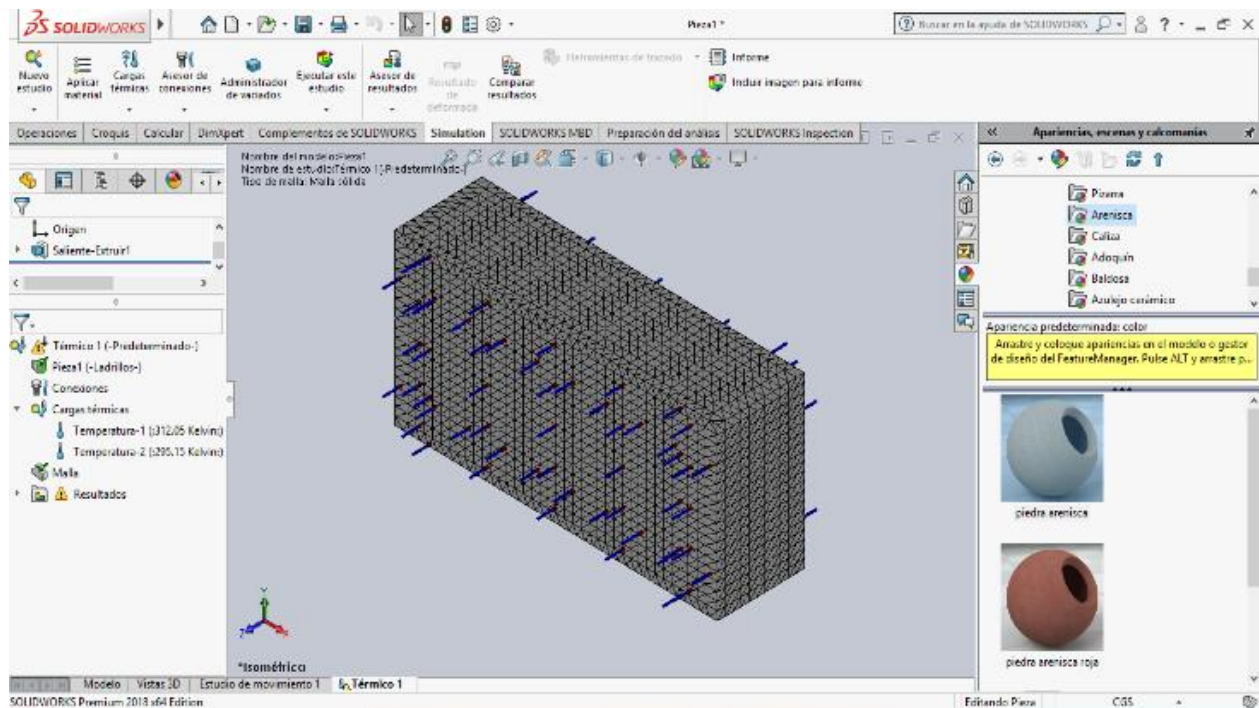 SOLIDWORKS
Pieza1 *
Buscar en la ayuda de SOLIDWORKS
Nuevo estudio
Aplicar material
Cargas térmicas
Asesor de conexiones
Administrador de variados
Ejecutar este estudio
Asesor de resultados
Resultado de deformada
Comparar resultados
Herramientas de trazado
Informe
Incluir imagen para informe
Operaciones
Croquis
Calcular
DimXpert
Complementos de SOLIDWORKS
Simulation
SOLIDWORKS MBD
Preparación del análisis
SOLIDWORKS Inspection
Nombre del modelo:Pieza1
Nombre de estudio:Térmico 1(-Predeterminado-)
Tipo de malla: Malla sólida
Origen
Saliente-Extruir1
Térmico 1 (-Predeterminado-)
Pieza1 (-Ladrillos-)
Conexiones
Cargas térmicas
Temperatura-1 (:312.05 Kelvin:)
Temperatura-2 (:295.15 Kelvin:)
Malla
Resultados
Y
Z
*Isométrica
Apariencias, escenas y calcomanías
Pizarra
Arenisca
Caliza
Adoquín
Baldosa
Azulejo cerámico
Apariencia predeterminada: color
Arrastre y coloque apariencias en el modelo o gestor
de diseño del FeatureManager. Pulse ALT y arrastre p...
piedra arenisca
piedra arenisca roja
Modelo
Vistas 3D
Estudio de movimiento 1
Térmico 1
SOLIDWORKS Premium 2018 x64 Edition
Editando Pieza
CGS